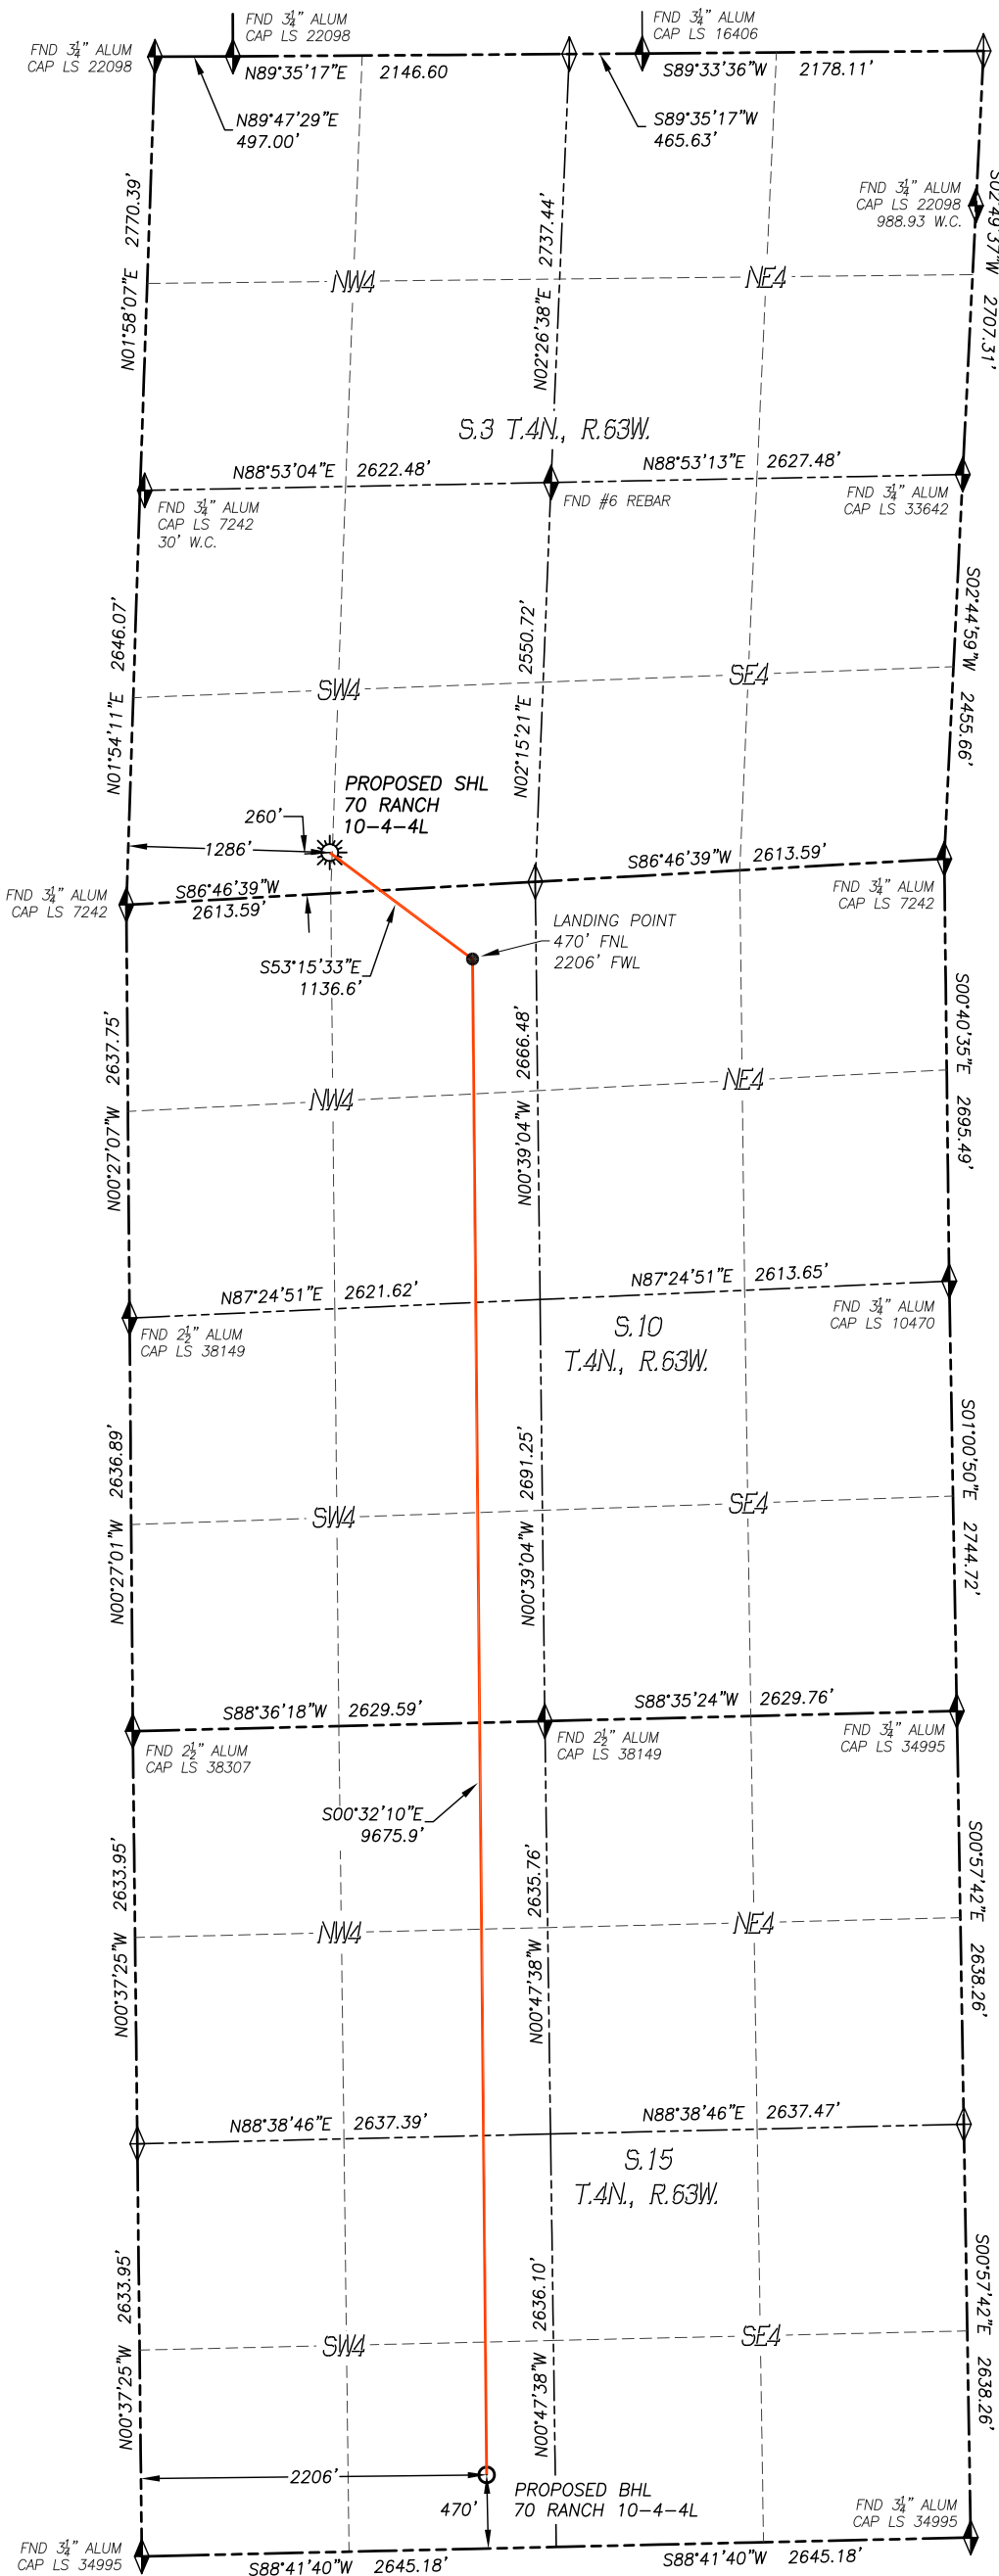 FND 3¼" ALUM
CAP LS 22098
FND 3¼" ALUM
CAP LS 22098
FND 3¼" ALUM
CAP LS 16406
N89°35'17"E 2146.60
S89°33'36"W 2178.11'
N89°47'29"E
497.00'
S89°35'17"W
465.63'
FND 3¼" ALUM
CAP LS 22098
988.93 W.C.
S02°49'37"W 2707.31'
N01°58'07"E 2770.39'
N02°26'38"E 2737.44'
NW4
NE4
S.3 T.4N., R.63W.
N88°53'04"E 2622.48'
N88°53'13"E 2627.48'
FND 3¼" ALUM
CAP LS 7242
30' W.C.
FND #6 REBAR
FND 3¼" ALUM
CAP LS 33642
N01°54'11"E 2646.07'
N02°15'21"E 2550.72'
S02°44'59"W 2455.66'
SW4
SE4
PROPOSED SHL
70 RANCH
10-4-4L
260'
1286'
S86°46'39"W
2613.59'
S86°46'39"W 2613.59'
FND 3¼" ALUM
CAP LS 7242
FND 3¼" ALUM
CAP LS 7242
LANDING POINT
470' FNL
2206' FWL
S53°15'33"E
1136.6'
N00°27'07"W 2637.75'
N00°39'04"W 2666.48'
S00°40'35"E 2695.49'
NW4
NE4
N87°24'51"E 2621.62'
N87°24'51"E 2613.65'
FND 2½" ALUM
CAP LS 38149
FND 3¼" ALUM
CAP LS 10470
S.10
T.4N., R.63W.
N00°27'01"W 2636.89'
N00°39'04"W 2691.25'
S01°00'50"E 2744.72'
SW4
SE4
S88°36'18"W 2629.59'
S88°35'24"W 2629.76'
FND 2½" ALUM
CAP LS 38307
FND 2½" ALUM
CAP LS 38149
FND 3¼" ALUM
CAP LS 34995
S00°32'10"E
9675.9'
N00°37'25"W 2633.95'
N00°47'38"W 2635.76'
S00°57'42"E 2638.26'
NW4
NE4
N88°38'46"E 2637.39'
N88°38'46"E 2637.47'
S.15
T.4N., R.63W.
N00°37'25"W 2633.95'
N00°47'38"W 2636.10'
S00°57'42"E 2638.26'
SW4
SE4
2206'
470'
PROPOSED BHL
70 RANCH 10-4-4L
FND 3¼" ALUM
CAP LS 34995
FND 3¼" ALUM
CAP LS 34995
S88°41'40"W 2645.18'
S88°41'40"W 2645.18'